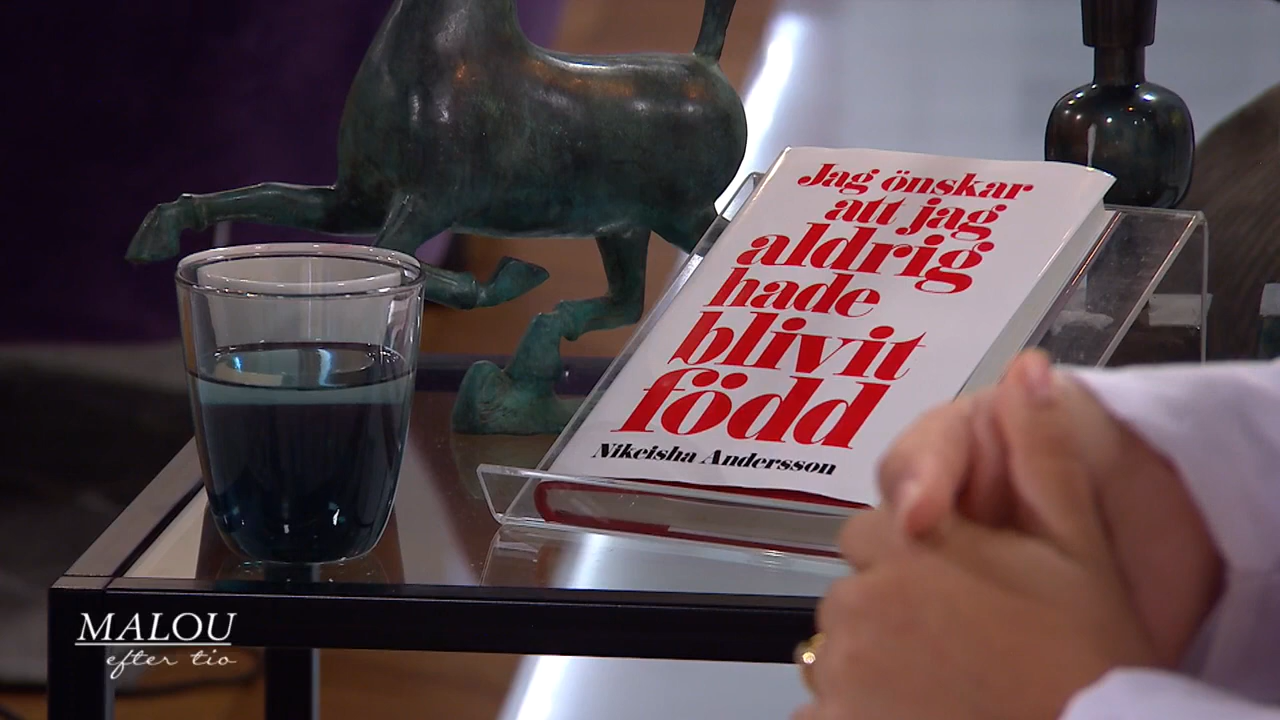 Jag önskar
att jag
aldrig
hade
blivit
född
Nikeisha Andersson
MALOU
efter tio